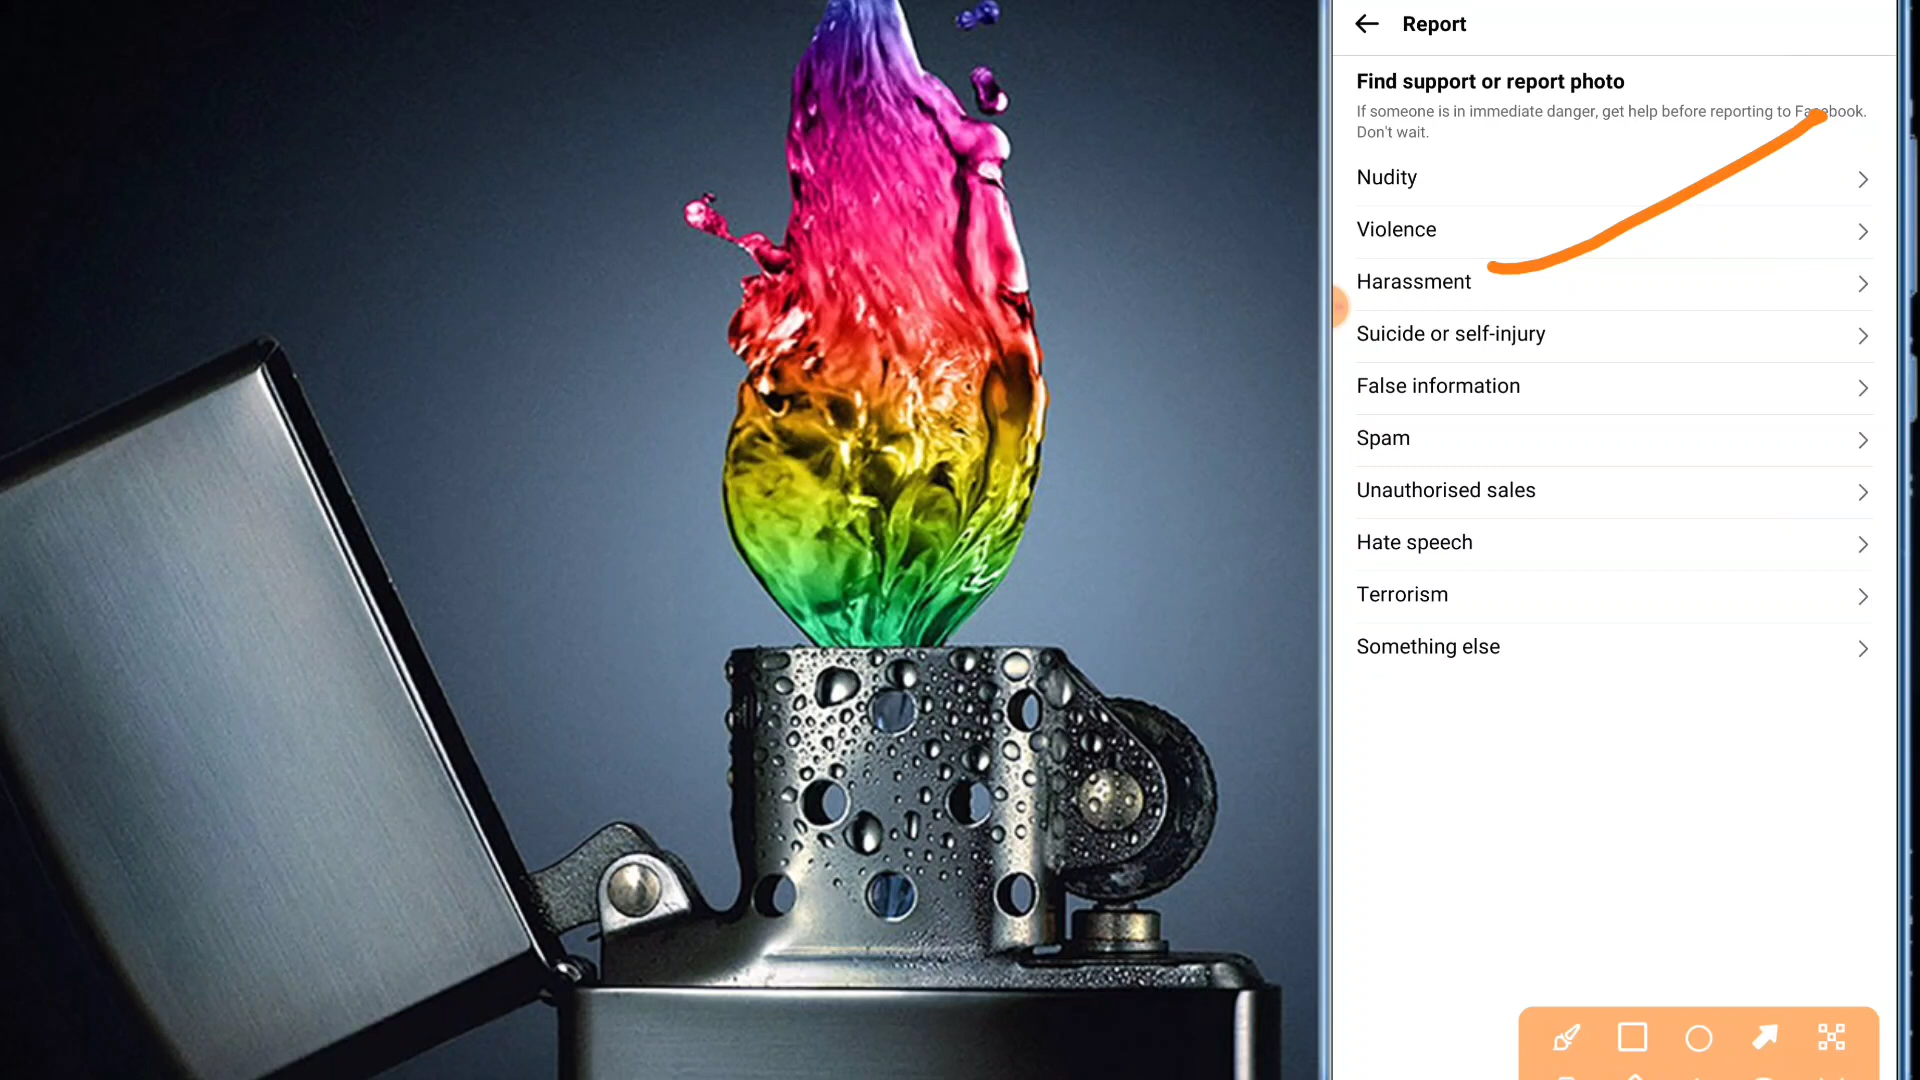 Report
Find support or report photo
If someone is in immediate danger, get help before reporting to Facebook.
Don't wait.
Nudity
Violence
Harassment
Suicide or self-injury
False information
Spam
Unauthorised sales
Hate speech
Terrorism
Something else